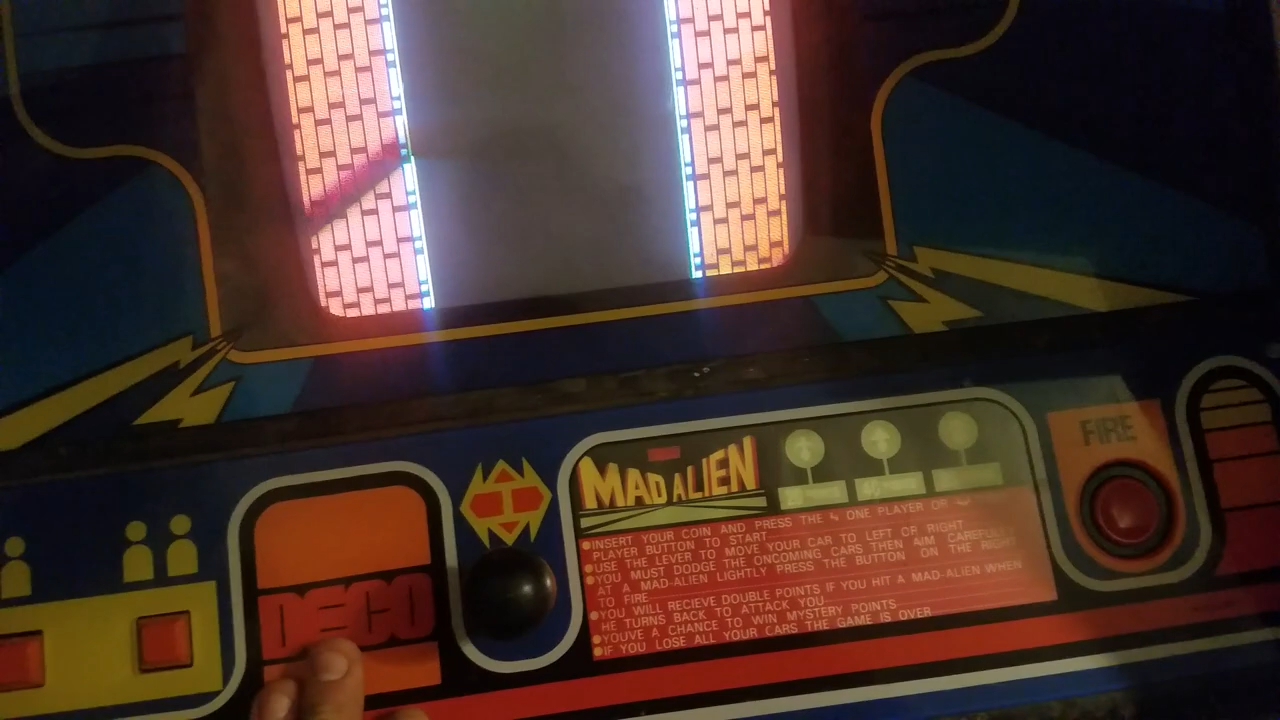 FIRE
MAD ALIEN
INSERT YOUR COIN AND PRESS THE ONE PLAYER OR
PLAYER BUTTON TO START
USE THE LEVER TO MOVE YOUR CAR TO LEFT OR RIGHT
YOU MUST DODGE THE ONCOMING CARS THEN AIM CAREFULLY
AT A MAD-ALIEN LIGHTLY PRESS THE BUTTON ON THE RIGHT
TO FIRE
YOU WILL RECIEVE DOUBLE POINTS IF YOU HIT A MAD-ALIEN WHEN
HE TURNS BACK TO ATTACK YOU
YOUVE A CHANCE TO WIN MYSTERY POINTS
IF YOU LOSE ALL YOUR CARS THE GAME IS OVER
DECO